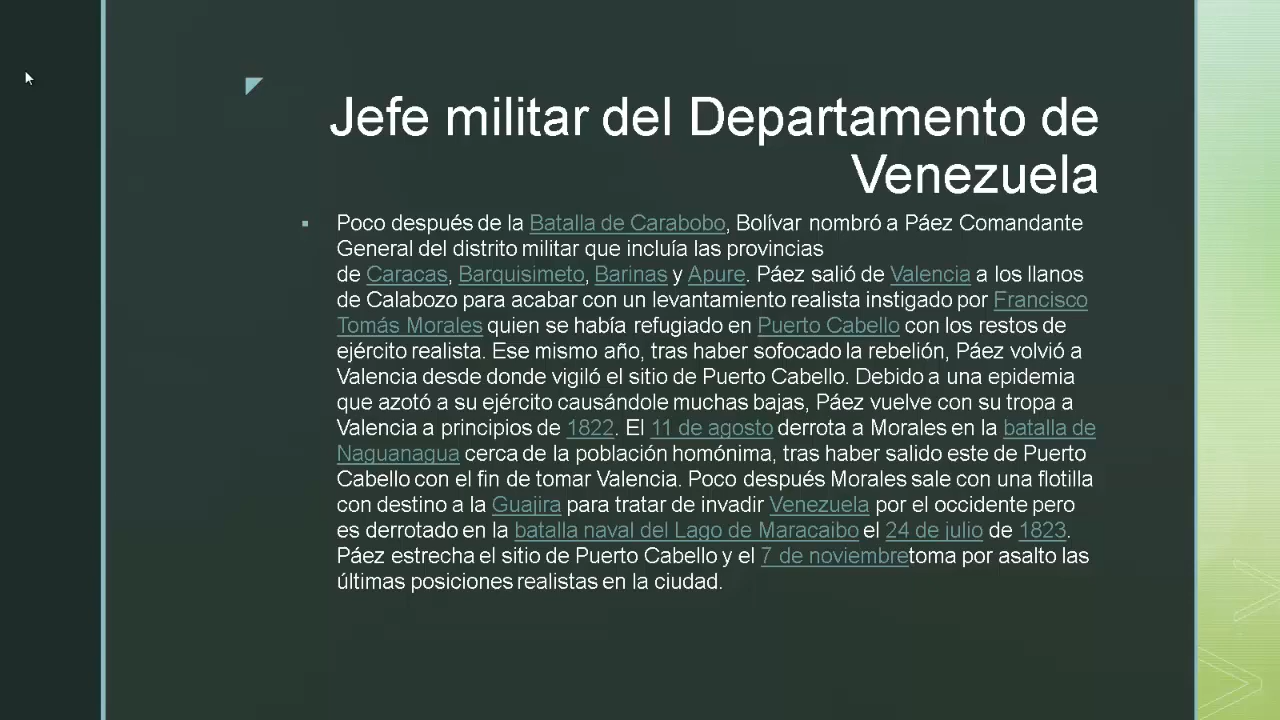 Jefe militar del Departamento de
Venezuela
Poco después de la Batalla de Carabobo, Bolívar nombró a Páez Comandante
General del distrito militar que incluía las provincias
de Caracas, Barquisimeto, Barinas y Apure. Páez salió de Valencia a los llanos
de Calabozo para acabar con un levantamiento realista instigado por Francisco
Tomás Morales quien se había refugiado en Puerto Cabello con los restos de
ejército realista. Ese mismo año, tras haber sofocado la rebelión, Páez volvió a
Valencia desde donde vigiló el sitio de Puerto Cabello. Debido a una epidemia
que azotó a su ejército causándole muchas bajas, Páez vuelve con su tropa a
Valencia a principios de 1822. El 11 de agosto derrota a Morales en la batalla de
Naguanagua cerca de la población homónima, tras haber salido este de Puerto
Cabello con el fin de tomar Valencia. Poco después Morales sale con una flotilla
con destino a la Guajira para tratar de invadir Venezuela por el occidente pero
es derrotado en la batalla naval del Lago de Maracaibo el 24 de julio de 1823.
Páez estrecha el sitio de Puerto Cabello y el 7 de noviembretoma por asalto las
últimas posiciones realistas en la ciudad.